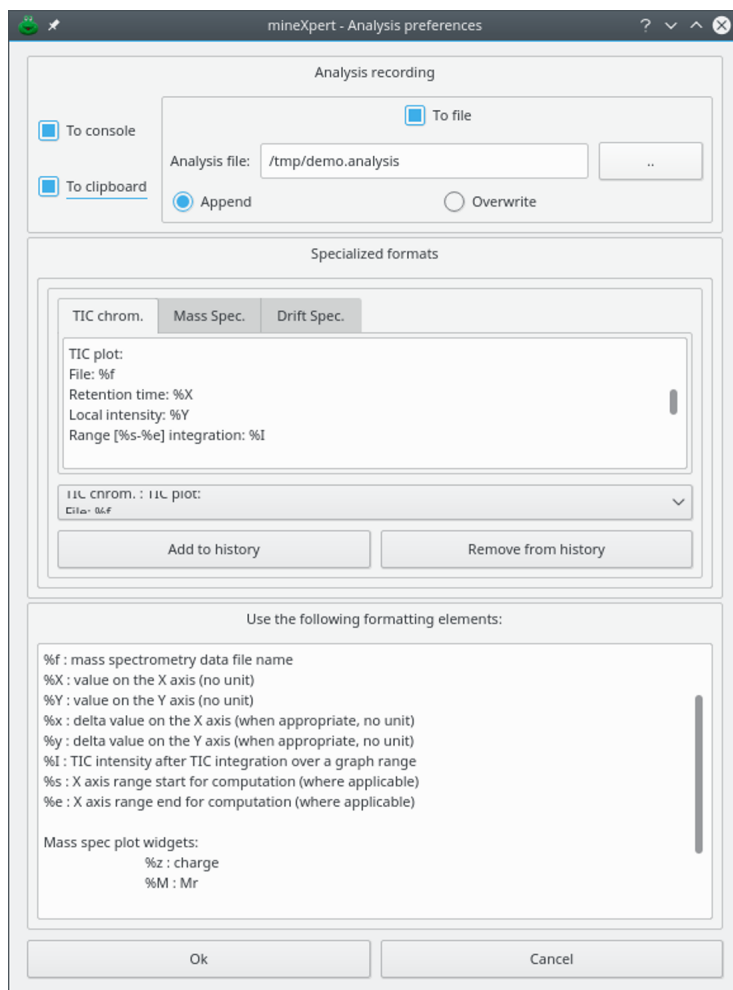 mineXpert - Analysis preferences
Analysis recording
To console
To clipboard
To file
Analysis file: /tmp/demo.analysis ..
Append Overwrite
Specialized formats
TIC chrom. Mass Spec. Drift Spec.
TIC plot:
File: %f
Retention time: %X
Local intensity: %Y
Range [%s-%e] integration: %I
TIC chrom. : TIC plot:
File: %f
Add to history Remove from history
Use the following formatting elements:
%f : mass spectrometry data file name
%X : value on the X axis (no unit)
%Y : value on the Y axis (no unit)
%x : delta value on the X axis (when appropriate, no unit)
%y : delta value on the Y axis (when appropriate, no unit)
%I : TIC intensity after TIC integration over a graph range
%s : X axis range start for computation (where applicable)
%e : X axis range end for computation (where applicable)
Mass spec plot widgets:
%z : charge
%M : Mr
Ok Cancel